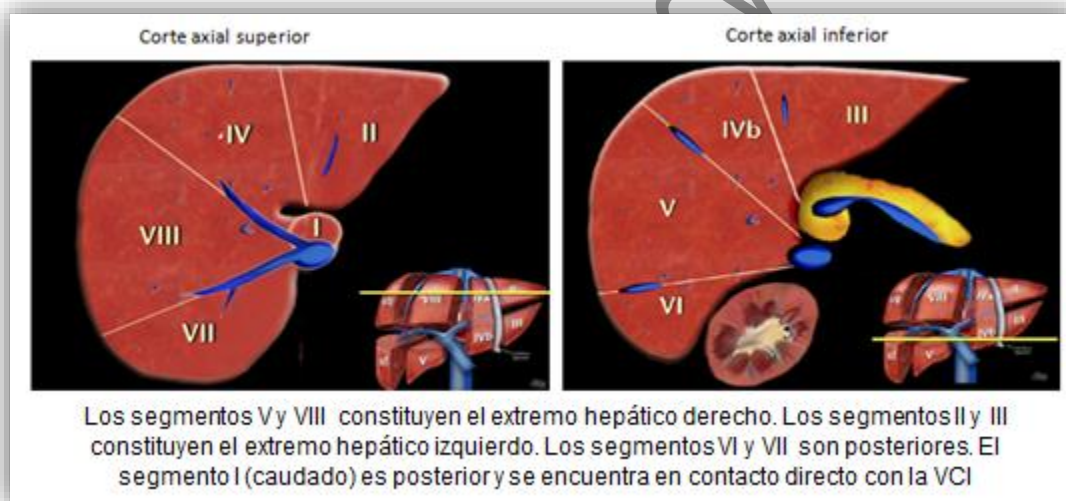 Corte axial superior
Corte axial inferior
IV
II
I
VIII
VII
IVb
III
V
VI
Los segmentos V y VIII constituyen el extremo hepático derecho. Los segmentos II y III
constituyen el extremo hepático izquierdo. Los segmentos VI y VII son posteriores. El
segmento I (caudado) es posterior y se encuentra en contacto directo con la VCI